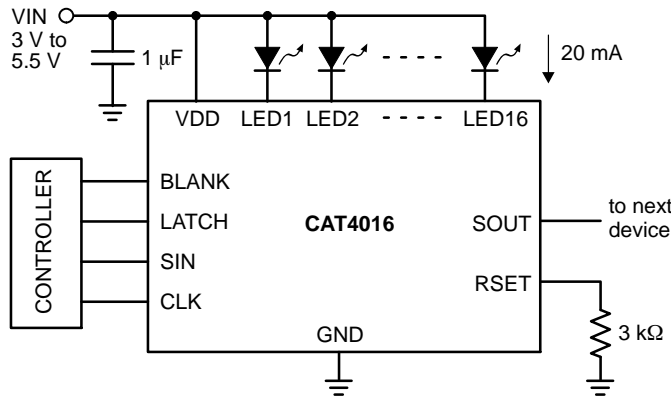 VIN
3 V to
5.5 V
1 μF
20 mA
VDD LED1 LED2 LED16
CONTROLLER
BLANK
LATCH
SIN
CLK
CAT4016
SOUT
to next
device
RSET
3 kΩ
GND